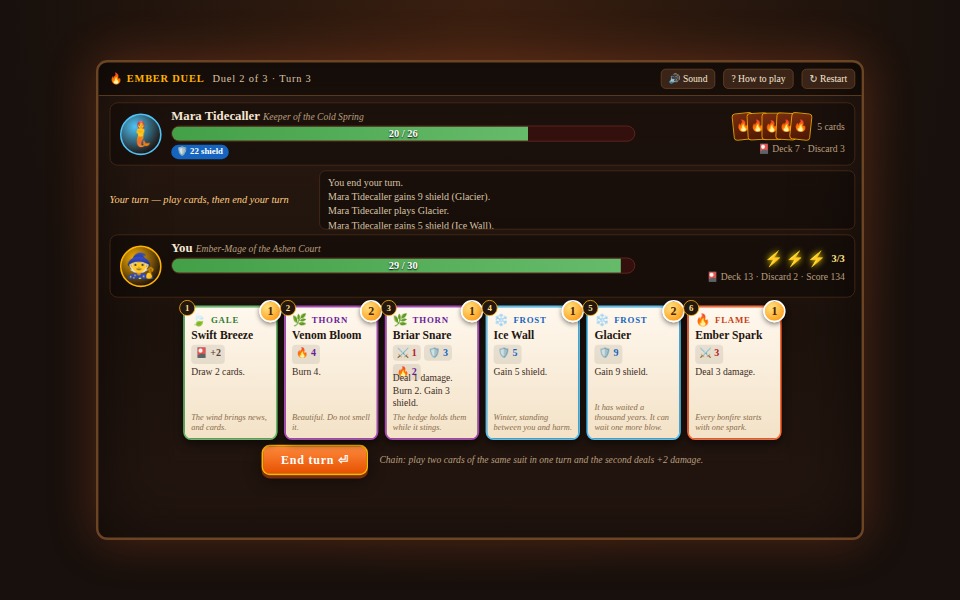 🔥 EMBER DUEL Duel 2 of 3 · Turn 3
🔊 Sound
? How to play
↻ Restart
Mara Tidecaller Keeper of the Cold Spring
20 / 26
🛡️ 22 shield
5 cards
🎴 Deck 7 · Discard 3
Your turn — play cards, then end your turn
You end your turn.
Mara Tidecaller gains 9 shield (Glacier).
Mara Tidecaller plays Glacier.
Mara Tidecaller gains 5 shield (Ice Wall).
You Ember-Mage of the Ashen Court
29 / 30
⚡⚡⚡ 3/3
🎴 Deck 13 · Discard 2 · Score 134
1
🍃 GALE
1
Swift Breeze
🎴 +2
Draw 2 cards.
The wind brings news,
and cards.
2
🌿 THORN
2
Venom Bloom
🔥 4
Burn 4.
Beautiful. Do not smell
it.
3
🌿 THORN
1
Briar Snare
⚔️ 1 🛡️ 3
🔥 2
Deal 1 damage.
Burn 2. Gain 3
shield.
The hedge holds them
while it stings.
4
❄️ FROST
1
Ice Wall
🛡️ 5
Gain 5 shield.
Winter, standing
between you and harm.
5
❄️ FROST
2
Glacier
🛡️ 9
Gain 9 shield.
It has waited a
thousand years. It can
wait one more blow.
6
🔥 FLAME
1
Ember Spark
⚔️ 3
Deal 3 damage.
Every bonfire starts
with one spark.
End turn ⏎
Chain: play two cards of the same suit in one turn and the second deals +2 damage.